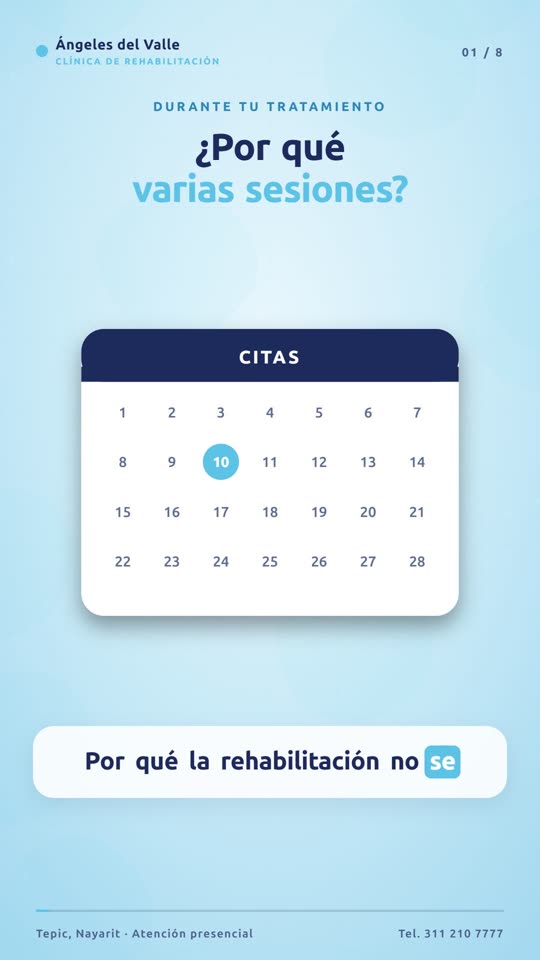 Ángeles del Valle
CLÍNICA DE REHABILITACIÓN
01 / 8
DURANTE TU TRATAMIENTO
¿Por qué
varias sesiones?
CITAS
1 2 3 4 5 6 7
8 9 10 11 12 13 14
15 16 17 18 19 20 21
22 23 24 25 26 27 28
Por qué la rehabilitación no se
Tepic, Nayarit · Atención presencial
Tel. 311 210 7777